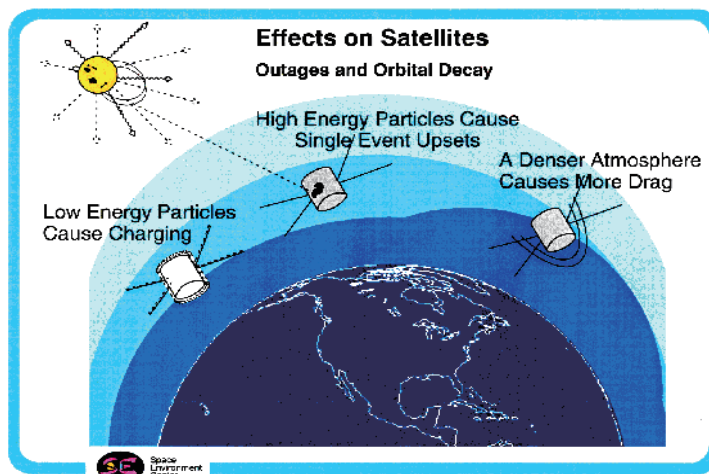 Effects on Satellites
Outages and Orbital Decay
High Energy Particles Cause
Single Event Upsets
A Denser Atmosphere
Causes More Drag
Low Energy Particles
Cause Charging
Space
Environment